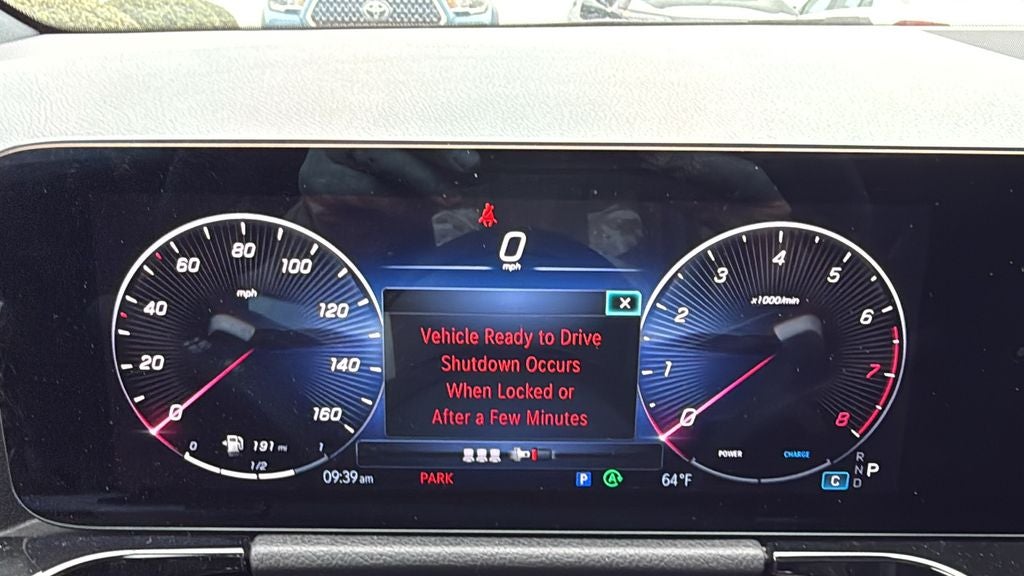 0
mph
80
60
100
mph
40
120
20
140
0
160
0
191 mi
1
1/2
Vehicle Ready to Drive
Shutdown Occurs
When Locked or
After a Few Minutes
4
3
5
x1000/min
2
6
1
7
0
8
POWER
CHARGE
09:39 am
PARK
P
A
64°F
C
R
N
D
P